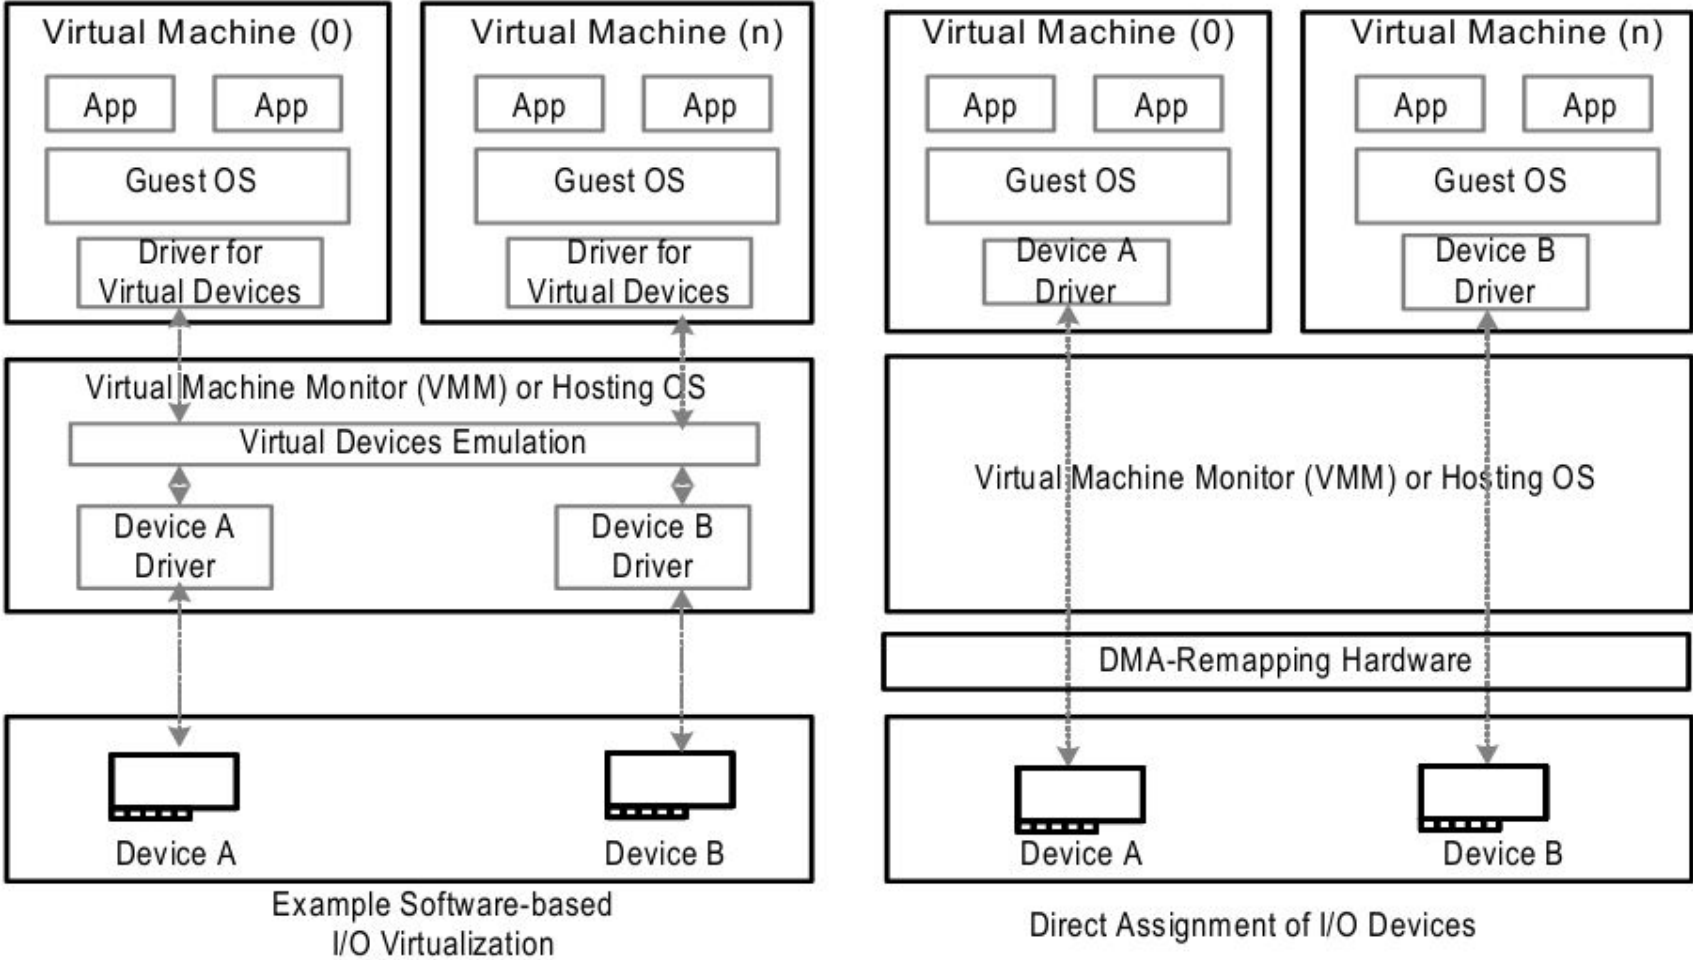 Virtual Machine (0)
App
App
Guest OS
Driver for
Virtual Devices
Virtual Machine (n)
App
App
Guest OS
Driver for
Virtual Devices
Virtual Machine Monitor (VMM) or Hosting OS
Virtual Devices Emulation
Device A
Driver
Device B
Driver
Device A
Device B
Example Software-based
I/O Virtualization
Virtual Machine (0)
App
App
Guest OS
Device A
Driver
Virtual Machine (n)
App
App
Guest OS
Device B
Driver
Virtual Machine Monitor (VMM) or Hosting OS
DMA-Remapping Hardware
Device A
Device B
Direct Assignment of I/O Devices